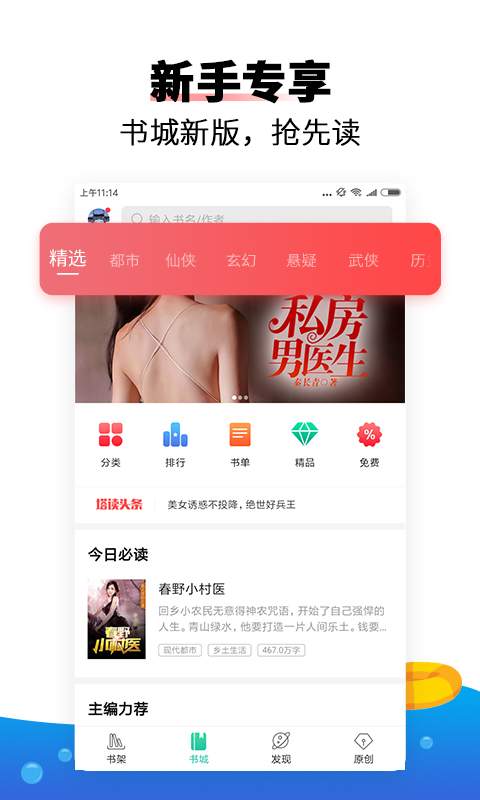 新手专享
书城新版，抢先读
上午11:14
输入书名/作者
精选 都市 仙侠 玄幻 悬疑 武侠 历
私房
男医生
秦长青◎著
分类 排行 书单 精品 免费
塔读头条 美女诱惑不投降，绝世好兵王
今日必读
春野
小村医
春野小村医
回乡小农民无意得神农咒语，开始了自己强悍的
人生。青山绿水，他要打造一片人间乐土。钱要...
现代都市 乡土生活 467.0万字
主编力荐
书架 书城 发现 原创